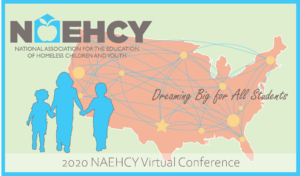 NAEHCY
NATIONAL ASSOCIATION FOR THE EDUCATION
OF HOMELESS CHILDREN AND YOUTH
Dreaming Big for All Students
2020 NAEHCY Virtual Conference